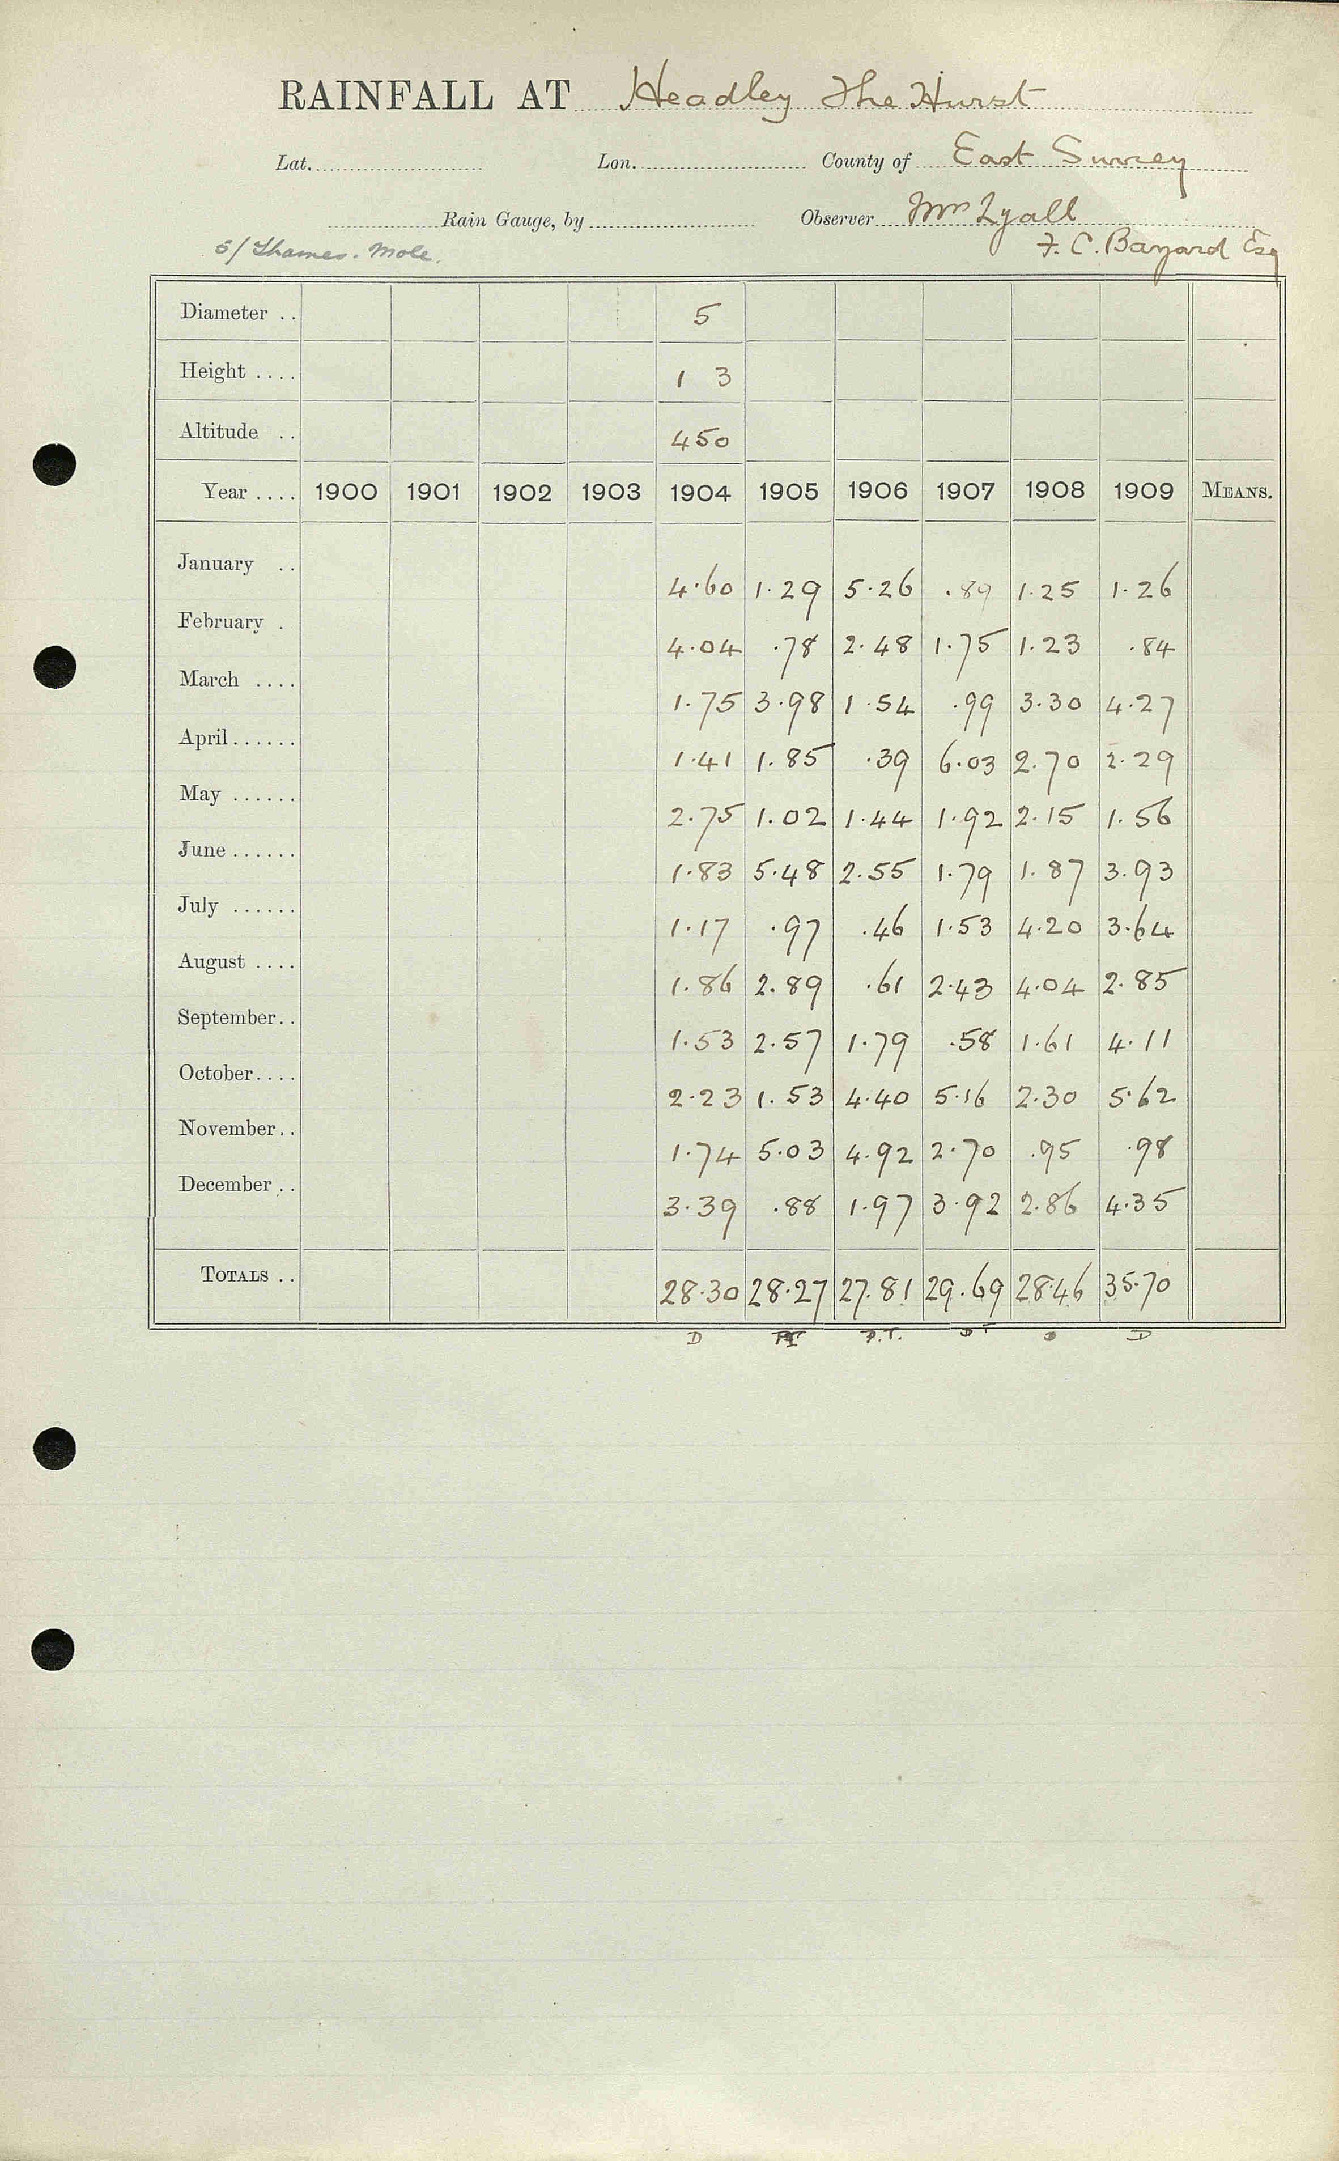 RAINFALL AT Headley The Hurst
Lat. Lon. County of East Surrey
Rain Gauge, by Observer Mrs Lyall
5/ Thames. Mole. F. C. Bayard Esq
Diameter .. 5
Height .... 1 3
Altitude .. 450
Year .... 1900 1901 1902 1903 1904 1905 1906 1907 1908 1909 MEANS.
January .. 4.60 1.29 5.26 .89 1.25 1.26
February . 4.04 .78 2.48 1.75 1.23 .84
March .... 1.75 3.98 1.54 .99 3.30 4.27
April...... 1.41 1.85 .39 6.03 2.70 2.29
May ...... 2.75 1.02 1.44 1.92 2.15 1.56
June...... 1.83 5.48 2.55 1.79 1.87 3.93
July ...... 1.17 .97 .46 1.53 4.20 3.64
August .... 1.86 2.89 .61 2.43 4.04 2.85
September.. 1.53 2.57 1.79 .58 1.61 4.11
October.... 2.23 1.53 4.40 5.16 2.30 5.62
November.. 1.74 5.03 4.92 2.70 .95 .98
December .. 3.39 .88 1.97 3.92 2.86 4.35
TOTALS .. 28.30 28.27 27.81 29.69 28.46 35.70
D P.T. D T D